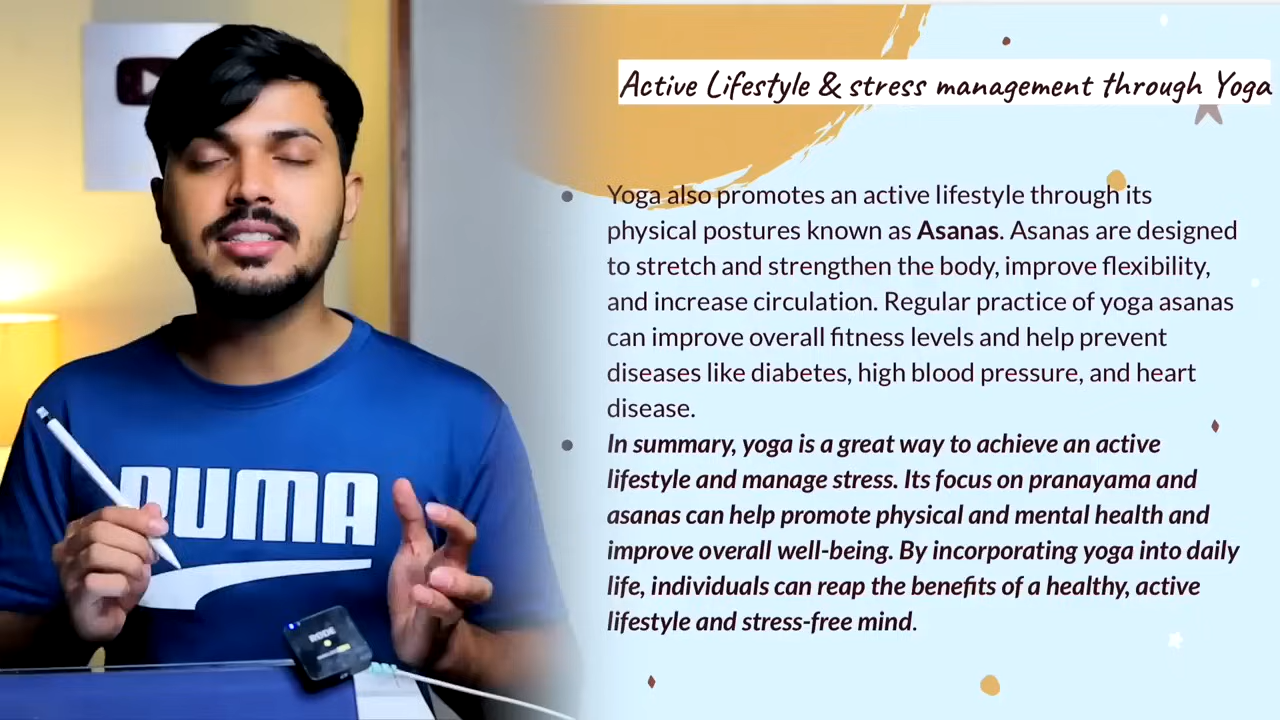 Active Lifestyle & stress management through Yoga
Yoga also promotes an active lifestyle through its
physical postures known as Asanas. Asanas are designed
to stretch and strengthen the body, improve flexibility,
and increase circulation. Regular practice of yoga asanas
can improve overall fitness levels and help prevent
diseases like diabetes, high blood pressure, and heart
disease.
In summary, yoga is a great way to achieve an active
lifestyle and manage stress. Its focus on pranayama and
asanas can help promote physical and mental health and
improve overall well-being. By incorporating yoga into daily
life, individuals can reap the benefits of a healthy, active
lifestyle and stress-free mind.
PUMA
RODE